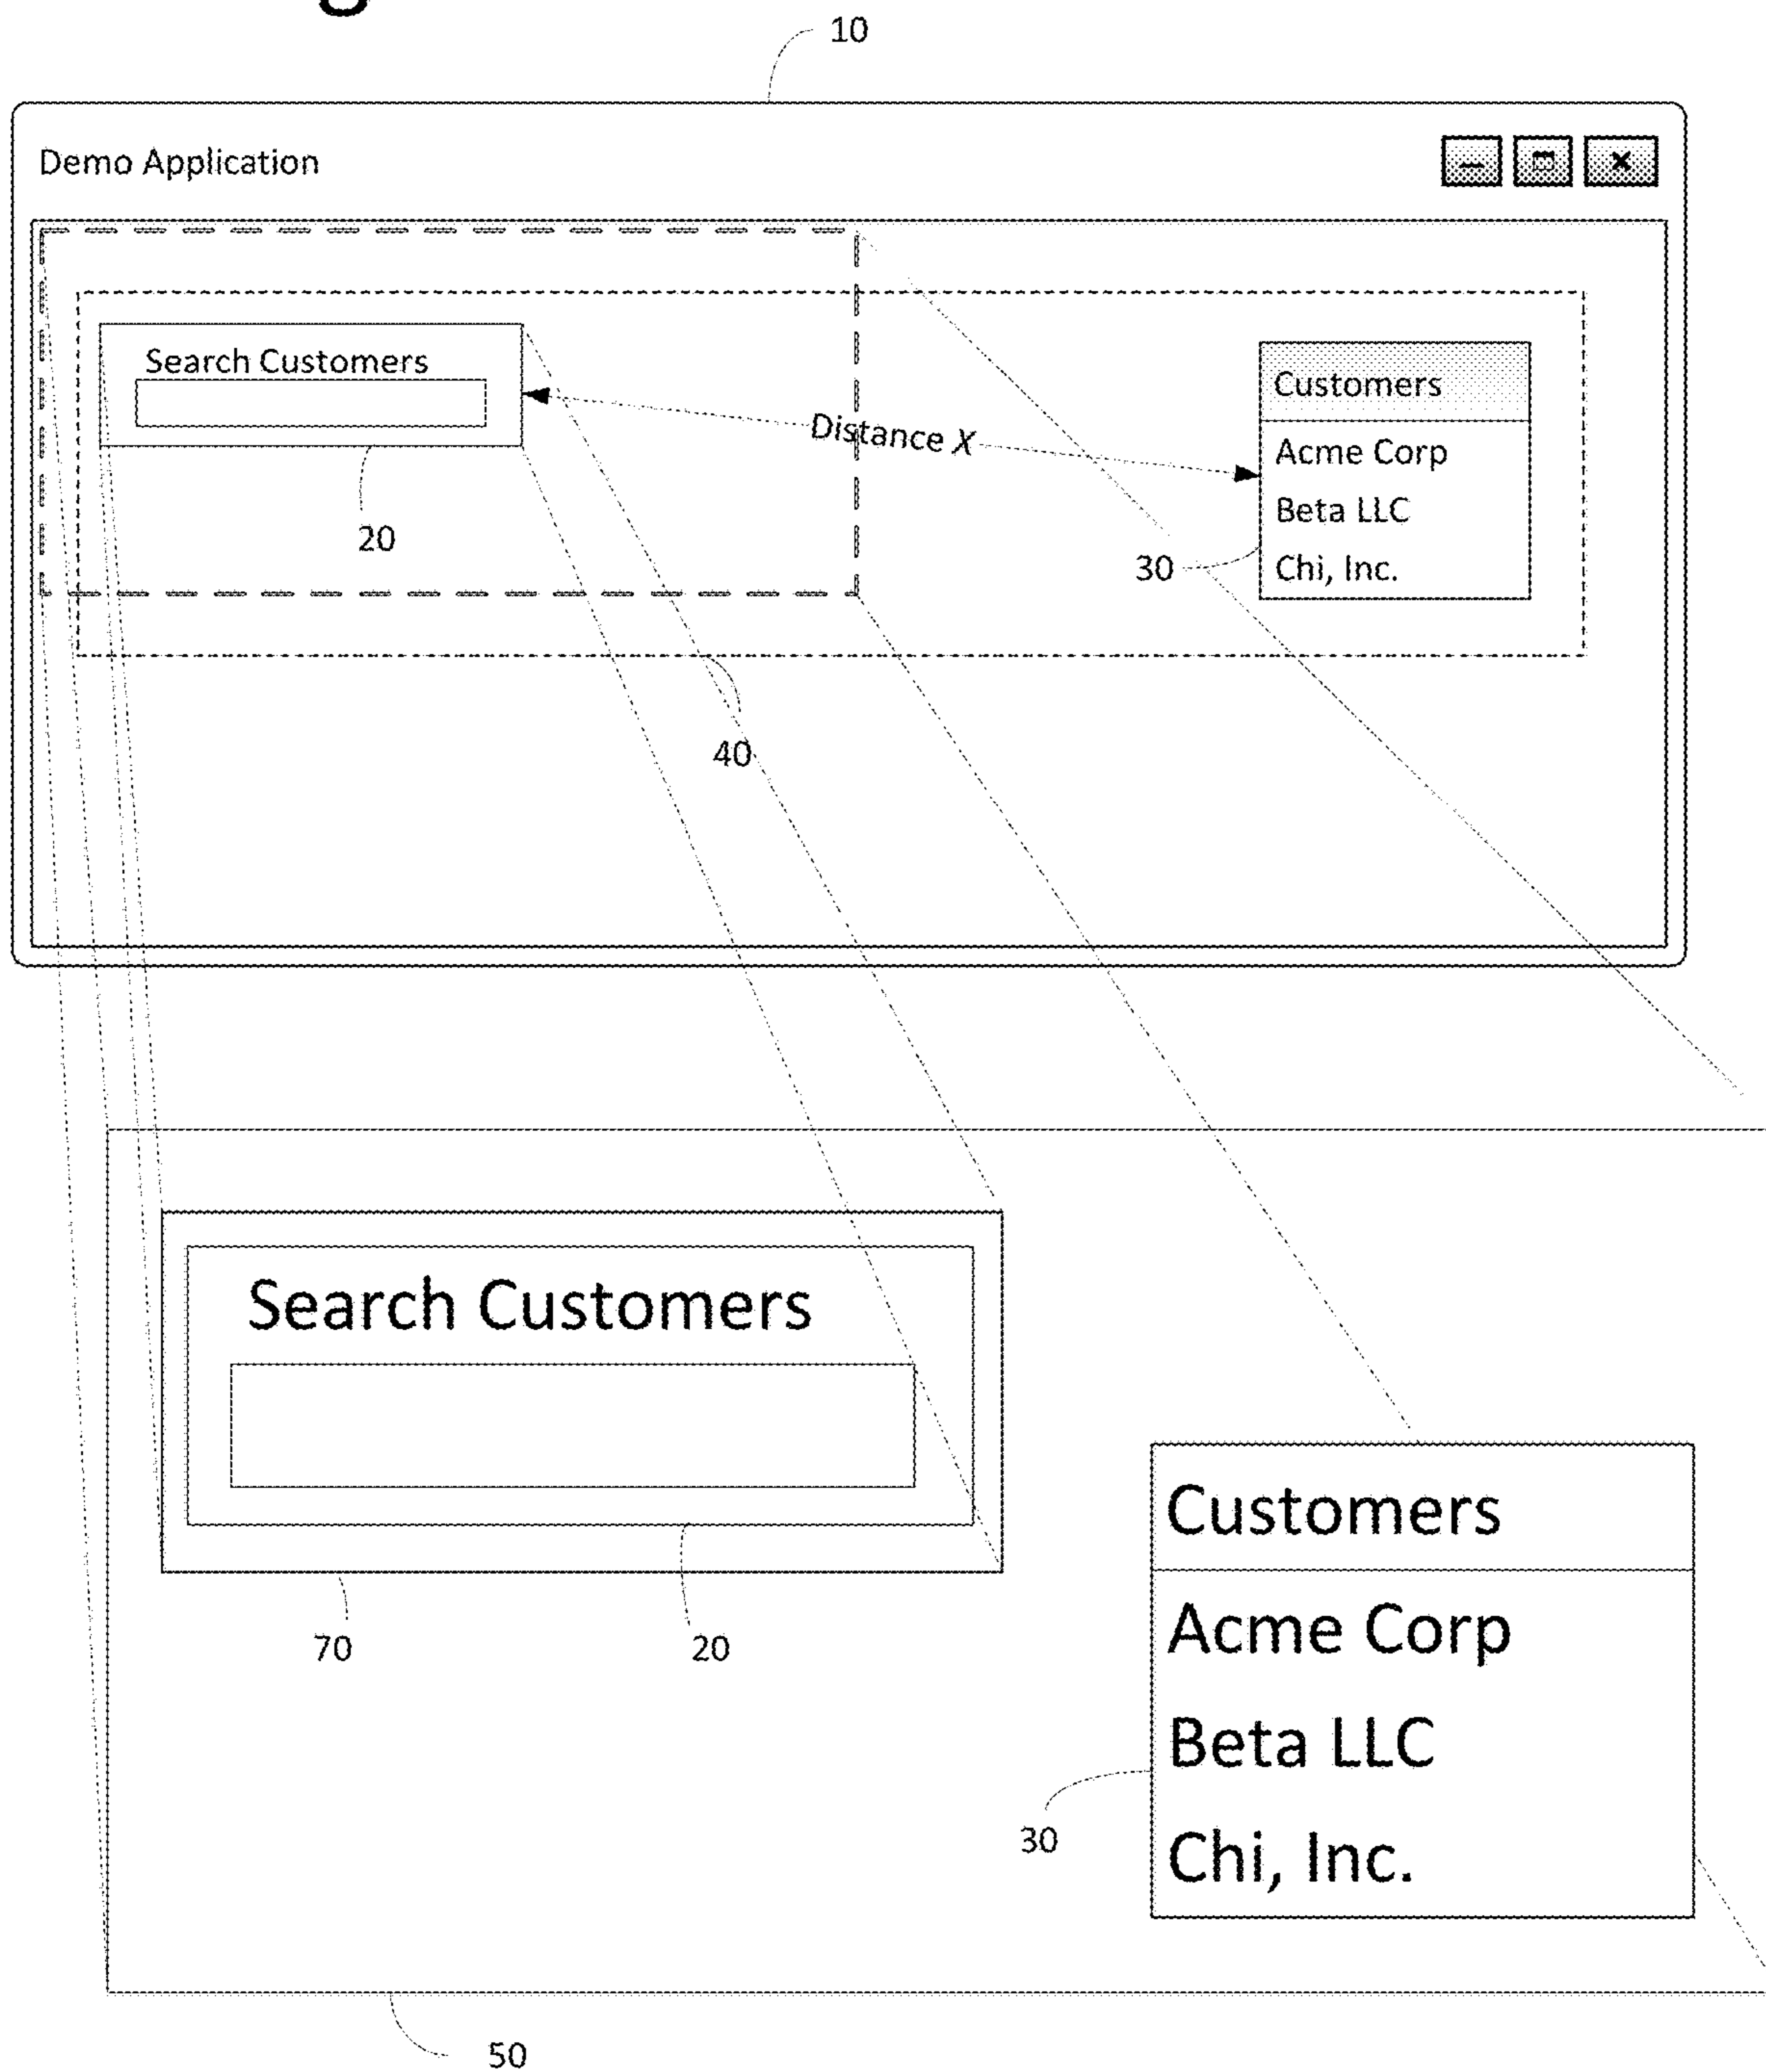 10
Demo Application
Search Customers
Distance X
Customers
Acme Corp
Beta LLC
Chi, Inc.
20
30
40
Search Customers
70
20
Customers
Acme Corp
Beta LLC
Chi, Inc.
30
50